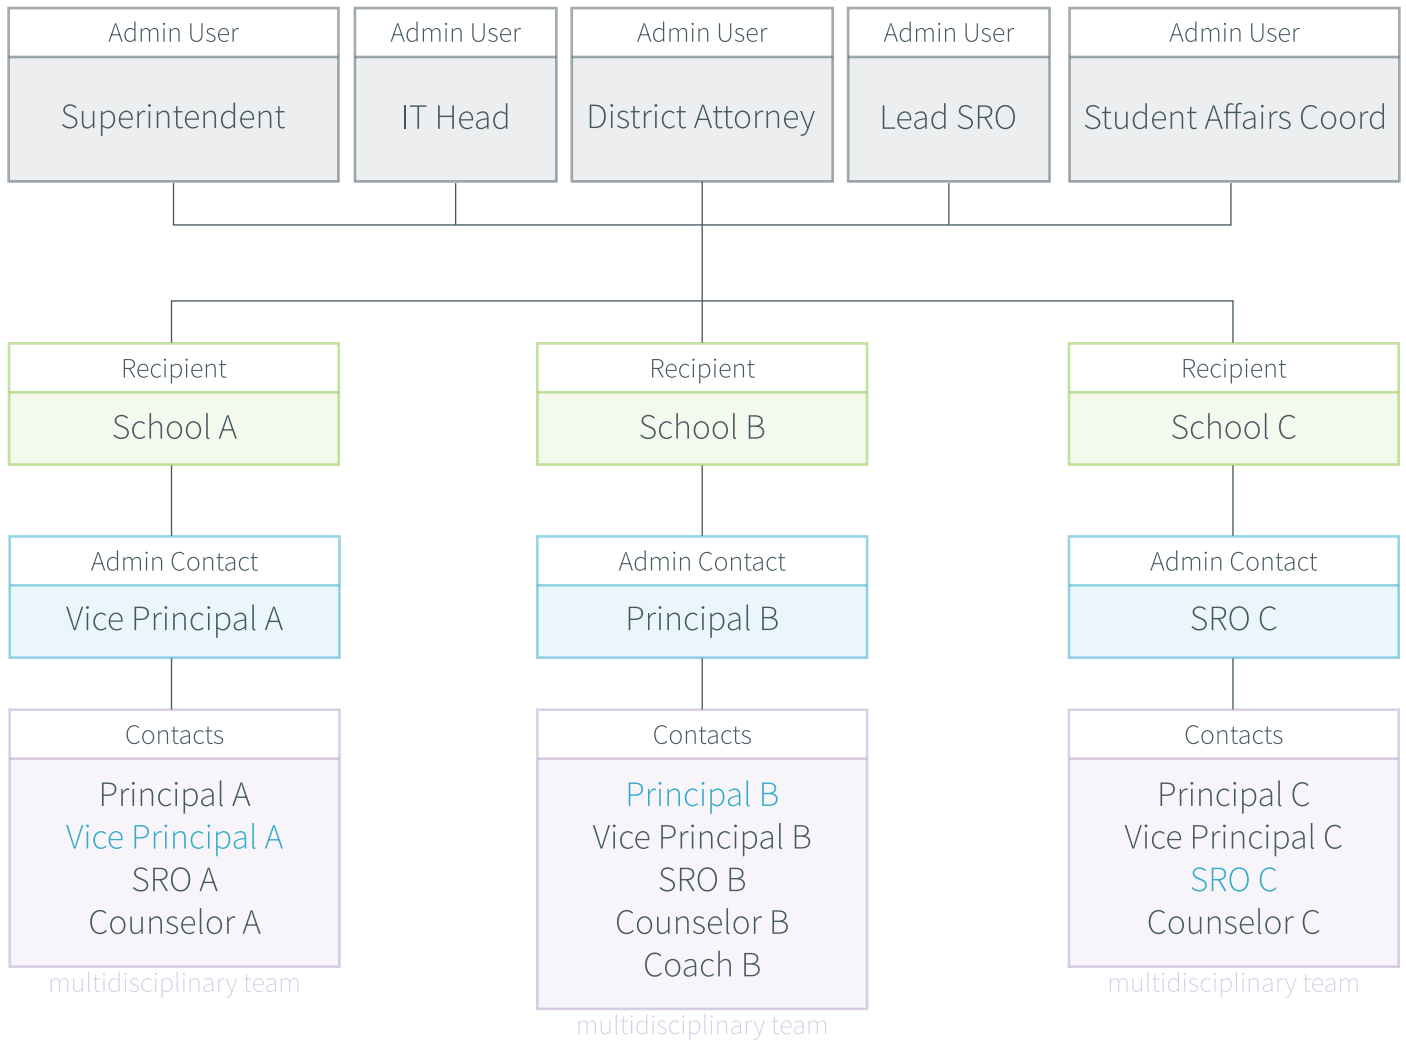 Admin User
Superintendent
Admin User
IT Head
Admin User
District Attorney
Admin User
Lead SRO
Admin User
Student Affairs Coord
Recipient
School A
Recipient
School B
Recipient
School C
Admin Contact
Vice Principal A
Admin Contact
Principal B
Admin Contact
SRO C
Contacts
Principal A
Vice Principal A
SRO A
Counselor A
multidisciplinary team
Contacts
Principal B
Vice Principal B
SRO B
Counselor B
Coach B
multidisciplinary team
Contacts
Principal C
Vice Principal C
SRO C
Counselor C
multidisciplinary team